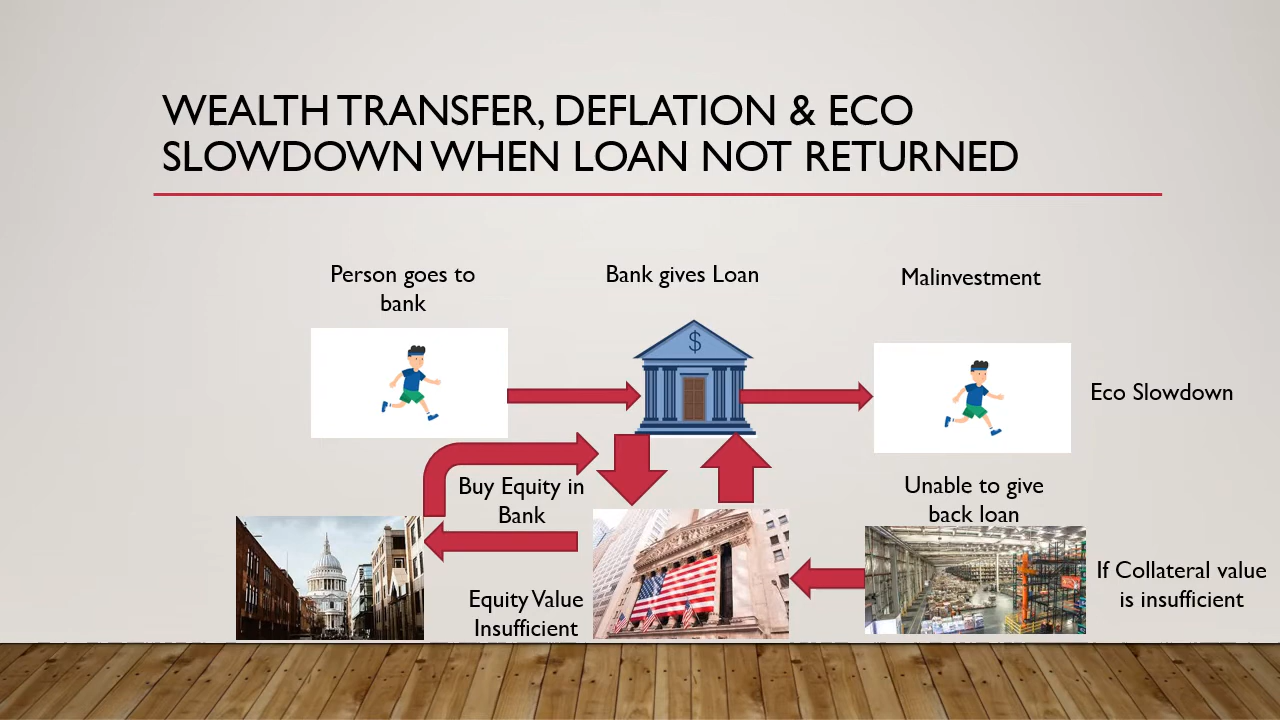 WEALTH TRANSFER, DEFLATION & ECO
SLOWDOWN WHEN LOAN NOT RETURNED
Person goes to
bank
Bank gives Loan
Malinvestment
$
Eco Slowdown
Buy Equity in
Bank
Unable to give
back loan
If Collateral value
is insufficient
Equity Value
Insufficient